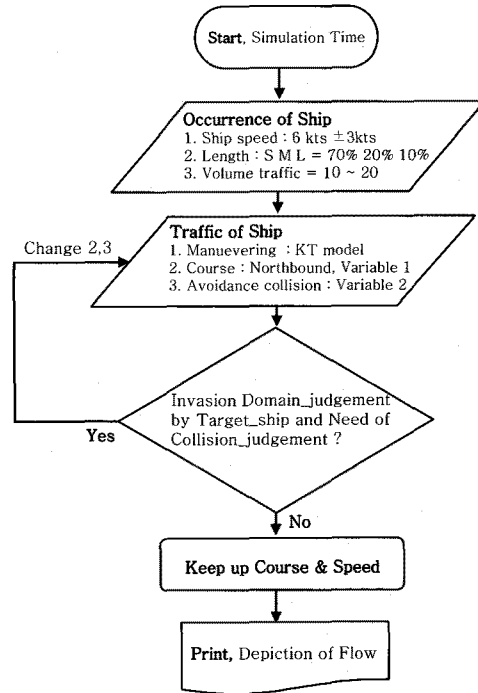 Start, Simulation Time
Occurrence of Ship
1. Ship speed : 6 kts ±3kts
2. Length : S M L = 70% 20% 10%
3. Volume traffic = 10 ~ 20
Change 2,3
Traffic of Ship
1. Manuevering : KT model
2. Course : Northbound, Variable 1
3. Avoidance collision : Variable 2
Invasion Domain_judgement
by Target_ship and Need of
Collision_judgement ?
Yes
No
Keep up Course & Speed
Print, Depiction of Flow